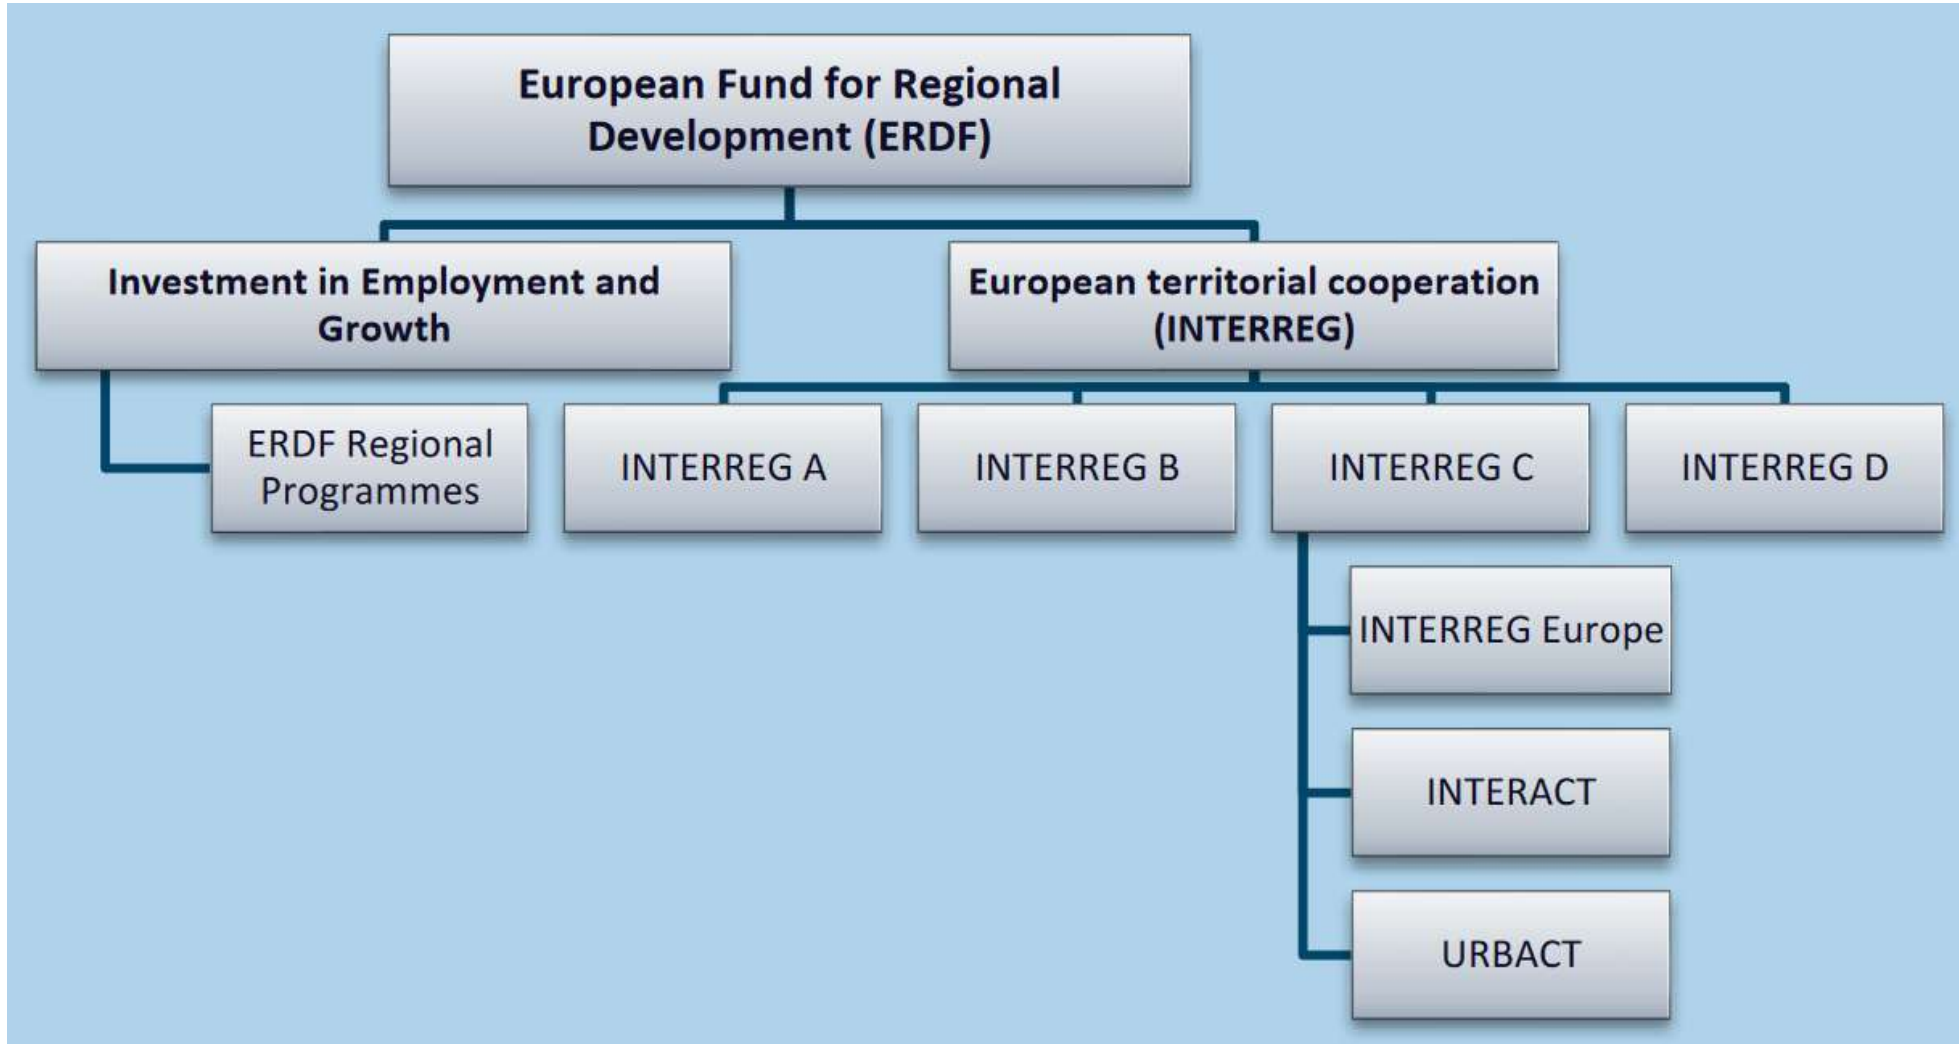 European Fund for Regional
Development (ERDF)
Investment in Employment and
Growth
European territorial cooperation
(INTERREG)
ERDF Regional
Programmes
INTERREG A
INTERREG B
INTERREG C
INTERREG D
INTERREG Europe
INTERACT
URBACT